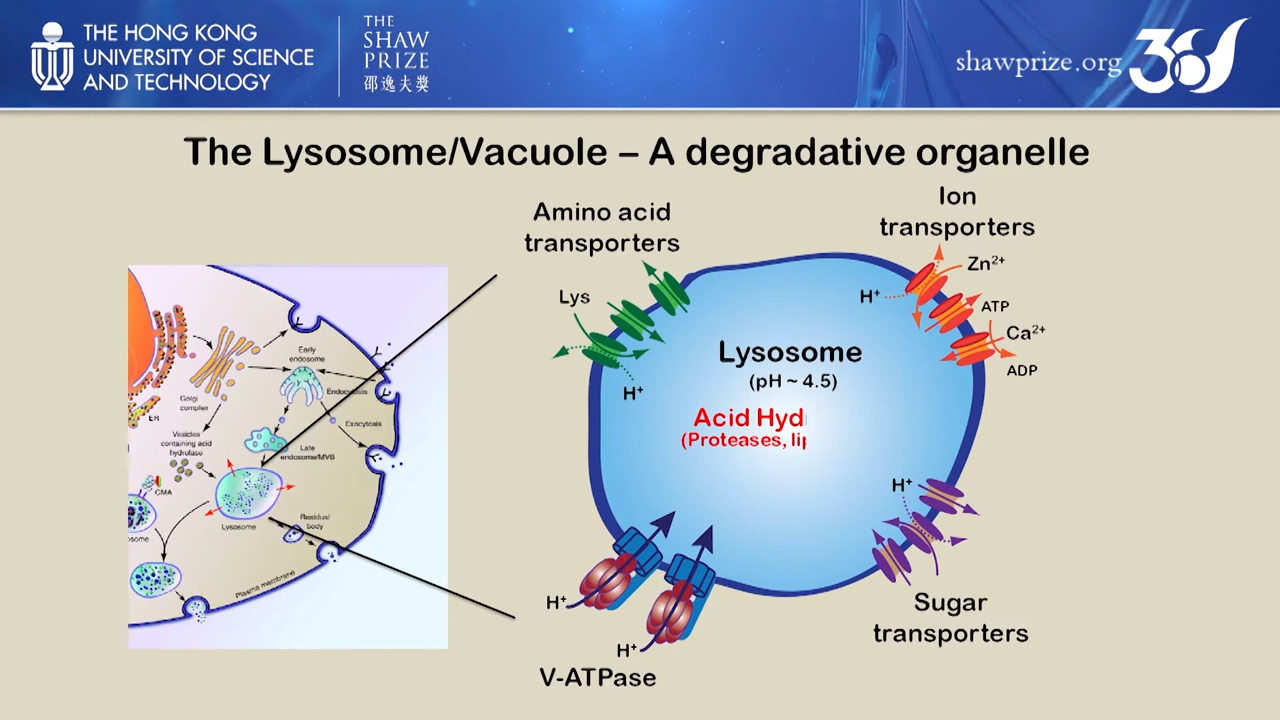 THE HONG KONG
UNIVERSITY OF SCIENCE
AND TECHNOLOGY
THE
SHAW
PRIZE
邵逸夫獎
shawprize.org
The Lysosome/Vacuole – A degradative organelle
Amino acid
transporters
Ion
transporters
Lys
H⁺
H⁺
Zn²⁺
ATP
Ca²⁺
ADP
Lysosome
(pH ~ 4.5)
Acid Hyd
(Proteases, lip
H⁺
Sugar
transporters
H⁺
H⁺
V-ATPase
Early
endosome
Golgi
complex
ER
Endocytosis
Exocytosis
Vesicles
containing acid
hydrolase
Late
endosome/MVB
CMA
Lysosome
Residual
body
Plasma membrane